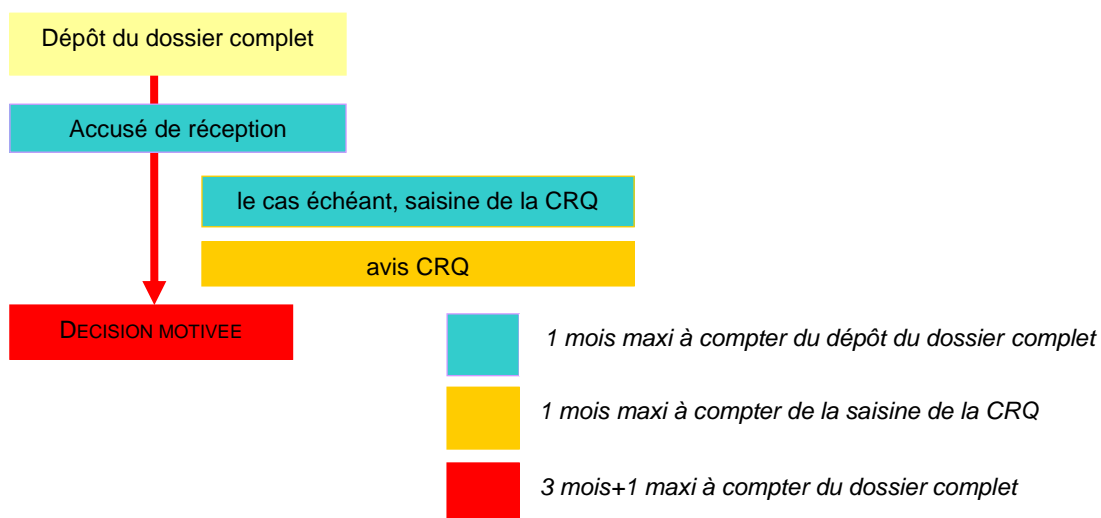 Dépôt du dossier complet
Accusé de réception
le cas échéant, saisine de la CRQ
avis CRQ
DECISION MOTIVEE
1 mois maxi à compter du dépôt du dossier complet
1 mois maxi à compter de la saisine de la CRQ
3 mois+1 maxi à compter du dossier complet